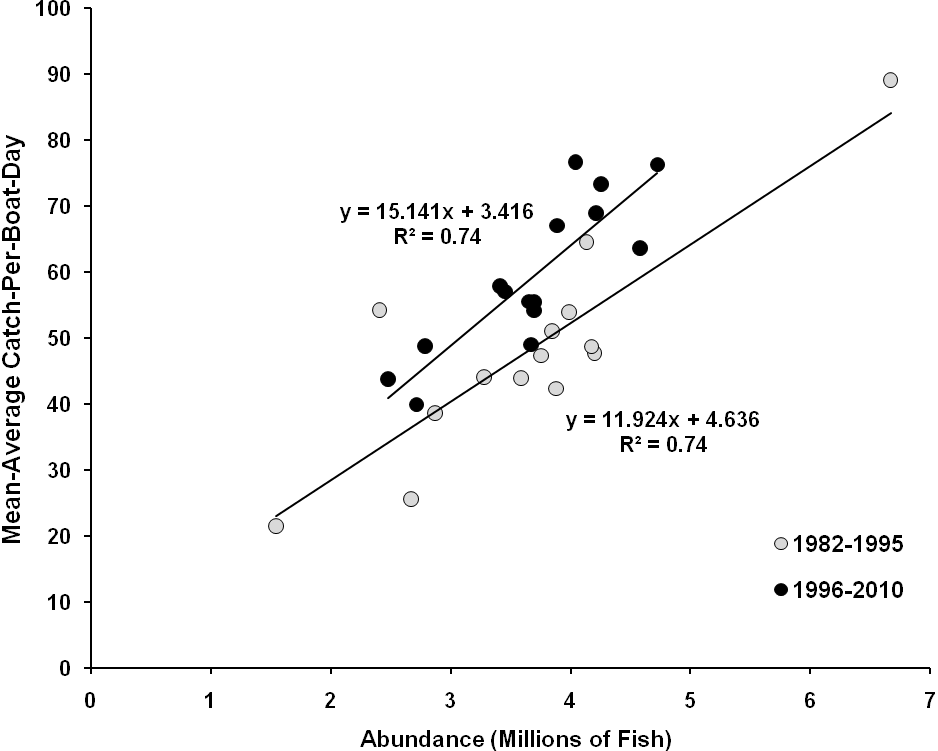 100
90
80
70
60
50
40
30
20
10
0
Mean-Average Catch-Per-Boat-Day
y = 15.141x + 3.416
R² = 0.74
y = 11.924x + 4.636
R² = 0.74
1982-1995
1996-2010
0 1 2 3 4 5 6 7
Abundance (Millions of Fish)